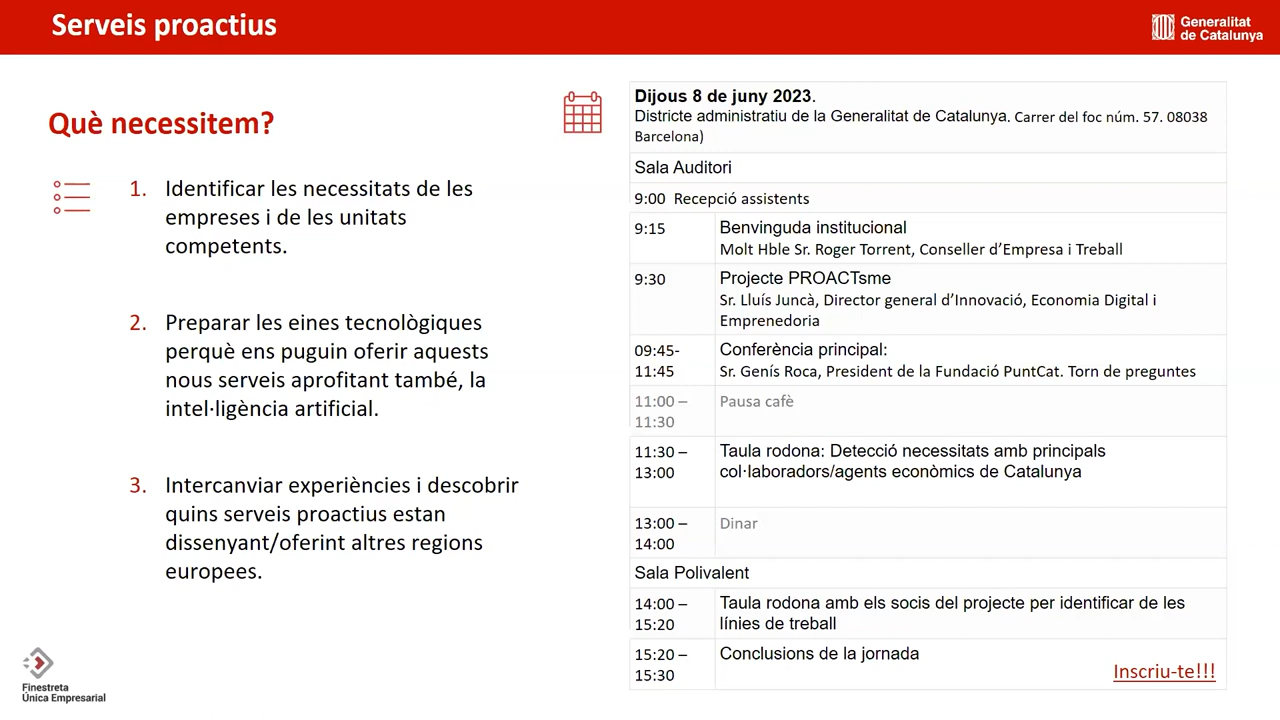 Serveis proactius
Generalitat
de Catalunya
Què necessitem?
1. Identificar les necessitats de les
empreses i de les unitats
competents.
2. Preparar les eines tecnològiques
perquè ens puguin oferir aquests
nous serveis aprofitant també, la
intel·ligència artificial.
3. Intercanviar experiències i descobrir
quins serveis proactius estan
dissenyant/oferint altres regions
europees.
Finestreta
Única Empresarial
Dijous 8 de juny 2023.
Districte administratiu de la Generalitat de Catalunya. Carrer del foc núm. 57. 08038
Barcelona)
Sala Auditori
9:00 Recepció assistents
9:15 Benvinguda institucional
Molt Hble Sr. Roger Torrent, Conseller d’Empresa i Treball
9:30 Projecte PROACTsme
Sr. Lluís Juncà, Director general d’Innovació, Economia Digital i
Emprenedoria
09:45- Conferència principal:
11:45 Sr. Genís Roca, President de la Fundació PuntCat. Torn de preguntes
11:00 – Pausa cafè
11:30
11:30 – Taula rodona: Detecció necessitats amb principals
13:00 col·laboradors/agents econòmics de Catalunya
13:00 – Dinar
14:00
Sala Polivalent
14:00 – Taula rodona amb els socis del projecte per identificar de les
15:20 línies de treball
15:20 – Conclusions de la jornada
15:30
Inscriu-te!!!